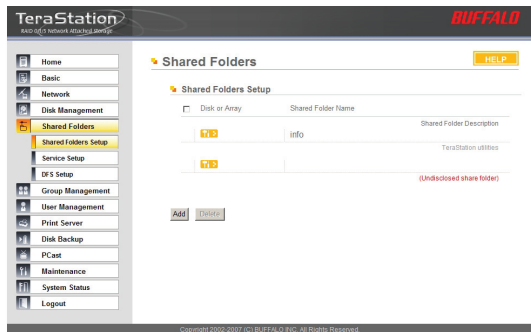 TeraStation
RAID 0/1/5 Network Attached Storage
BUFFALO
Home
Basic
Network
Disk Management
Shared Folders
Shared Folders Setup
Service Setup
DFS Setup
Group Management
User Management
Print Server
Disk Backup
PCast
Maintenance
System Status
Logout
Shared Folders
HELP
Shared Folders Setup
Disk or Array
Shared Folder Name
Shared Folder Description
info
TeraStation utilities
(Undisclosed share folder)
Add
Delete
Copyright 2002-2007 (C) BUFFALO INC. All Rights Reserved.